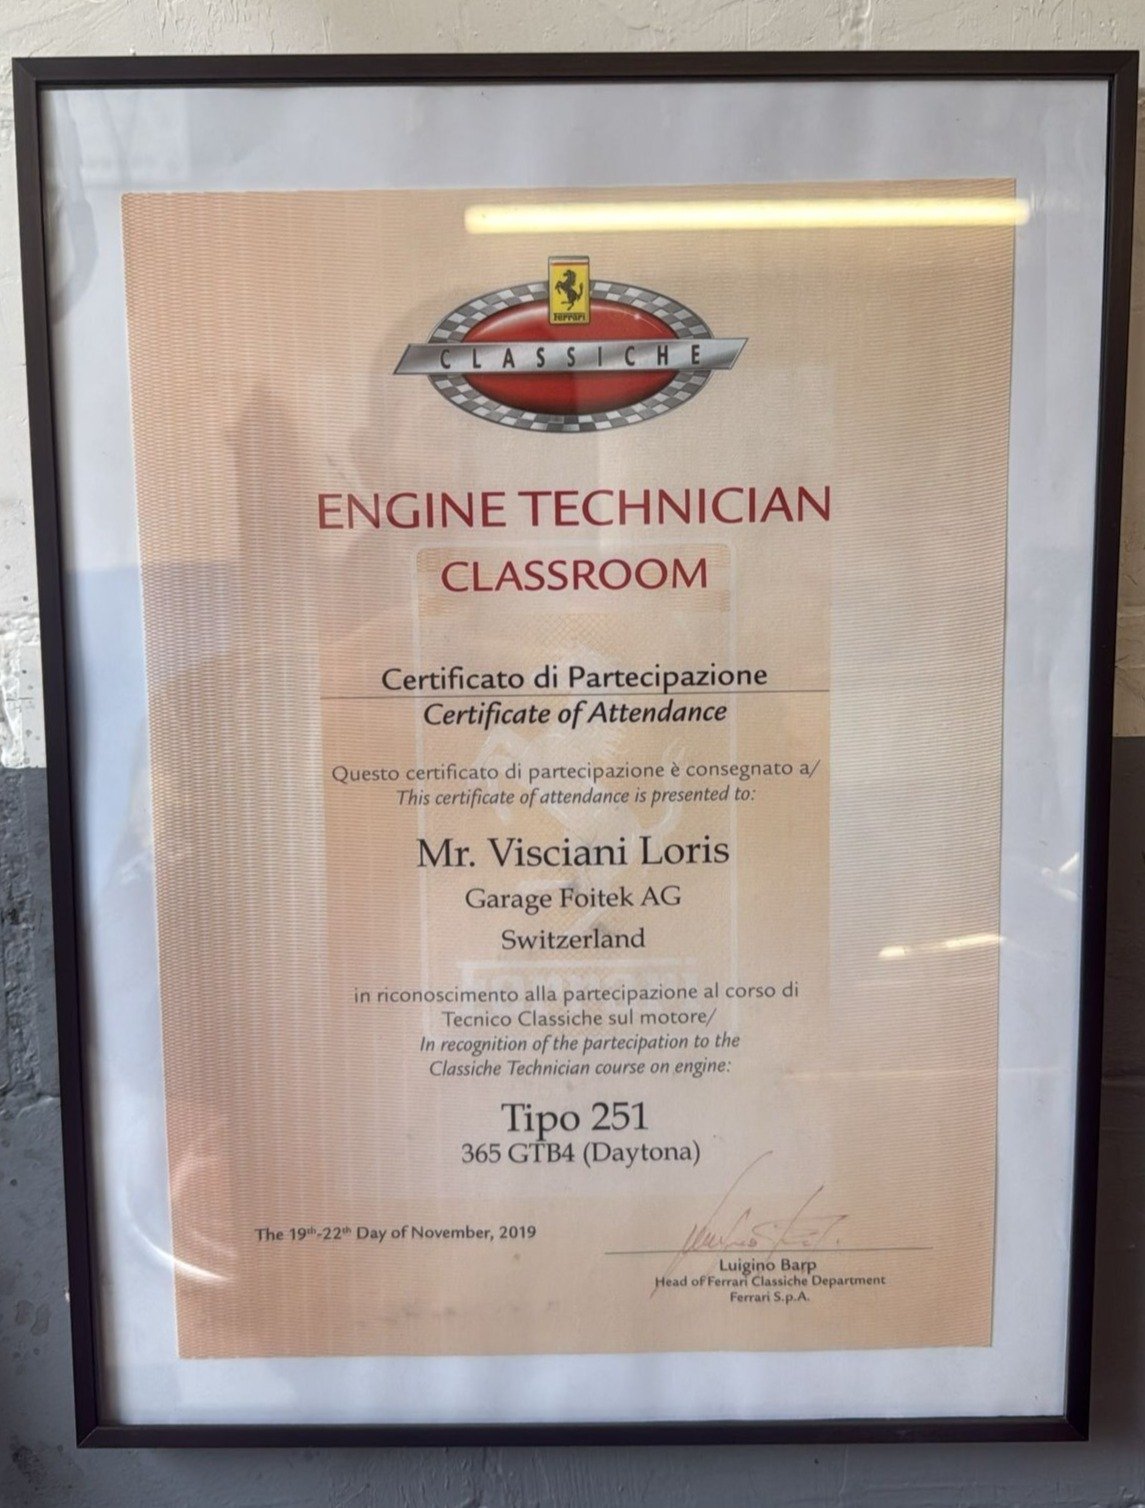 Ferrari
CLASSICHE
ENGINE TECHNICIAN
CLASSROOM
Certificato di Partecipazione
Certificate of Attendance
Questo certificato di partecipazione è consegnato a/
This certificate of attendance is presented to:
Mr. Visciani Loris
Garage Foitek AG
Switzerland
in riconoscimento alla partecipazione al corso di
Tecnico Classiche sul motore/
In recognition of the partecipation to the
Classiche Technician course on engine:
Tipo 251
365 GTB4 (Daytona)
The 19th-22th Day of November, 2019
Luigino Barp
Head of Ferrari Classiche Department
Ferrari S.p.A.